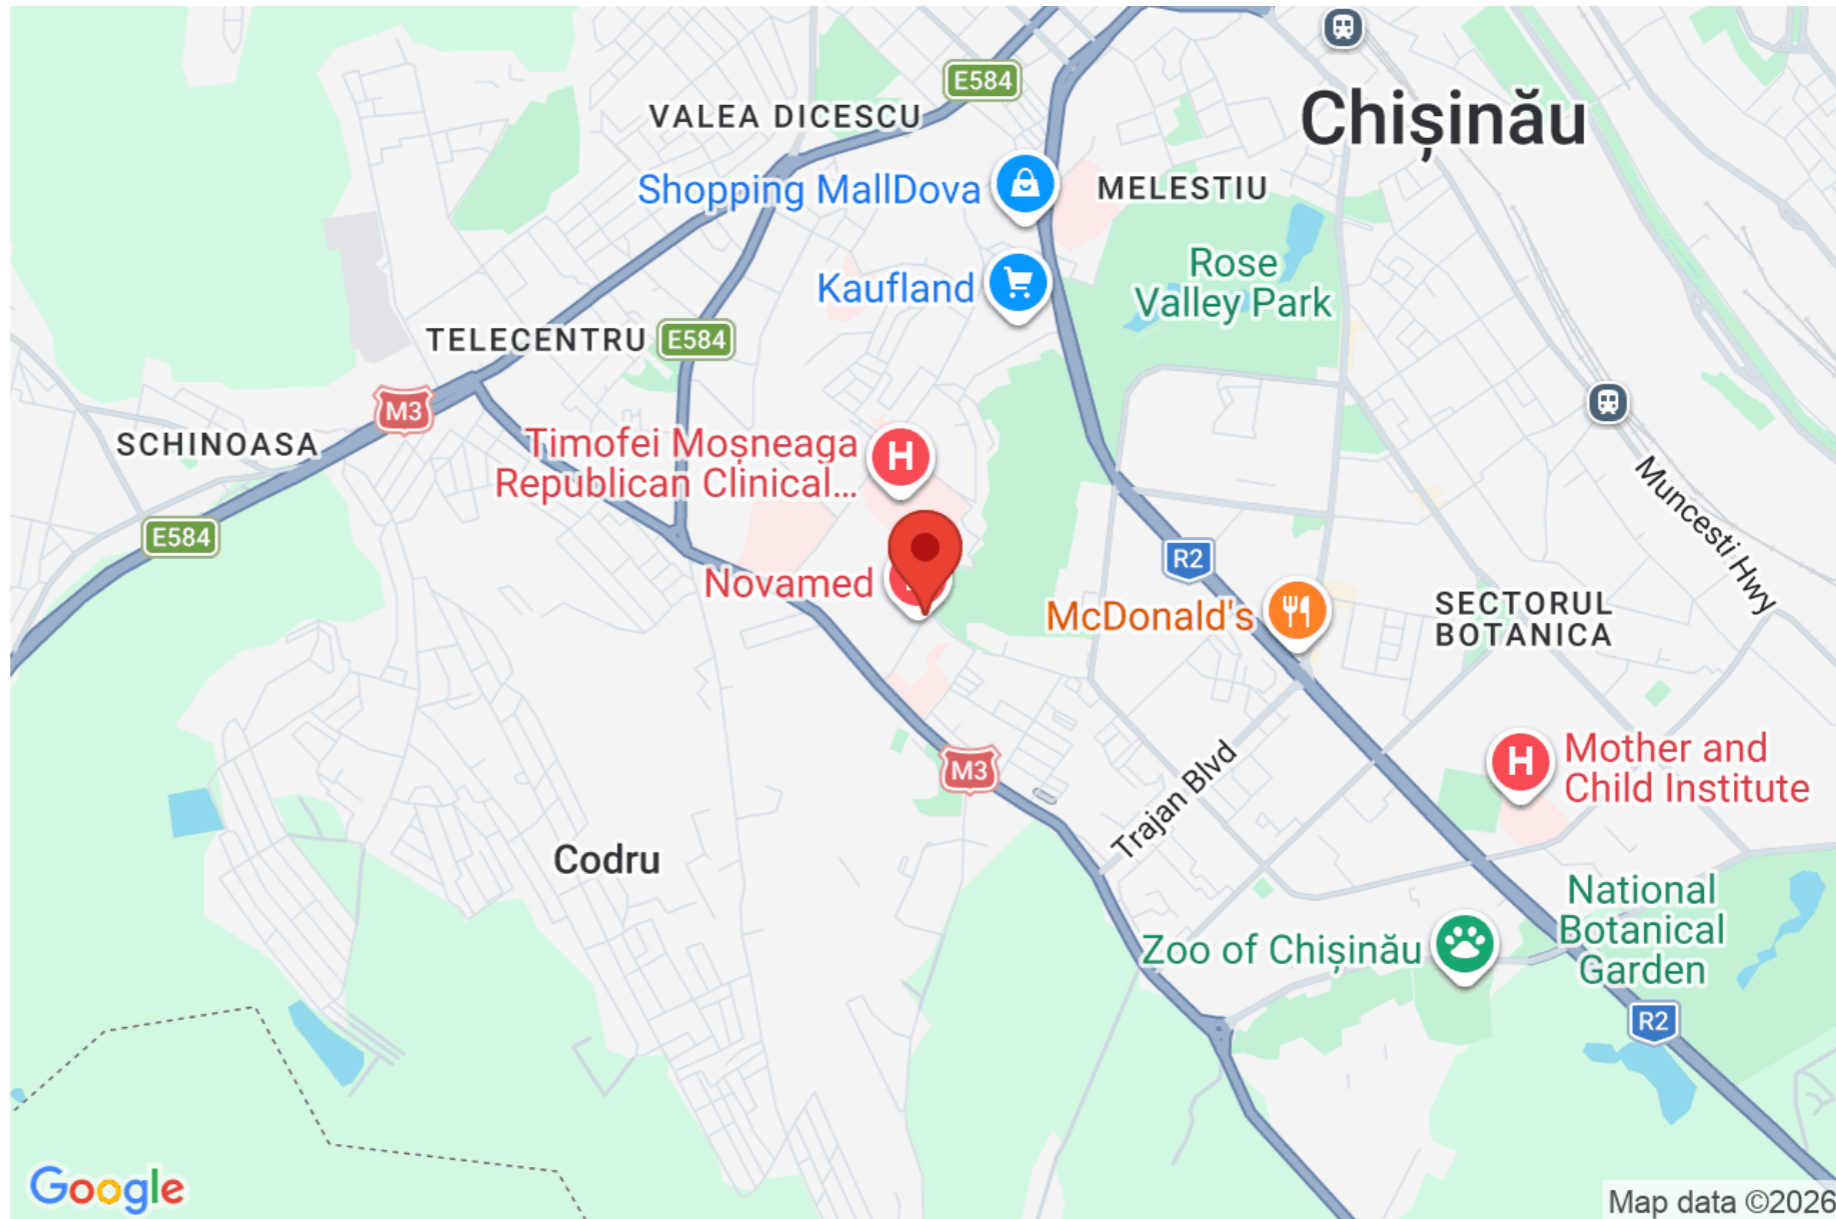 E584
Chișinău
VALEA DICESCU
Shopping MallDova
MELESTIU
Rose
Valley Park
Kaufland
TELECENTRU
E584
M3
SCHINOASA
Timofei Moșneaga
Republican Clinical...
E584
Muncesti Hwy
R2
Novamed
McDonald's
SECTORUL
BOTANICA
Mother and
Child Institute
M3
Trajan Blvd
Codru
National
Botanical
Garden
Zoo of Chișinău
R2
Google
Map data ©2026